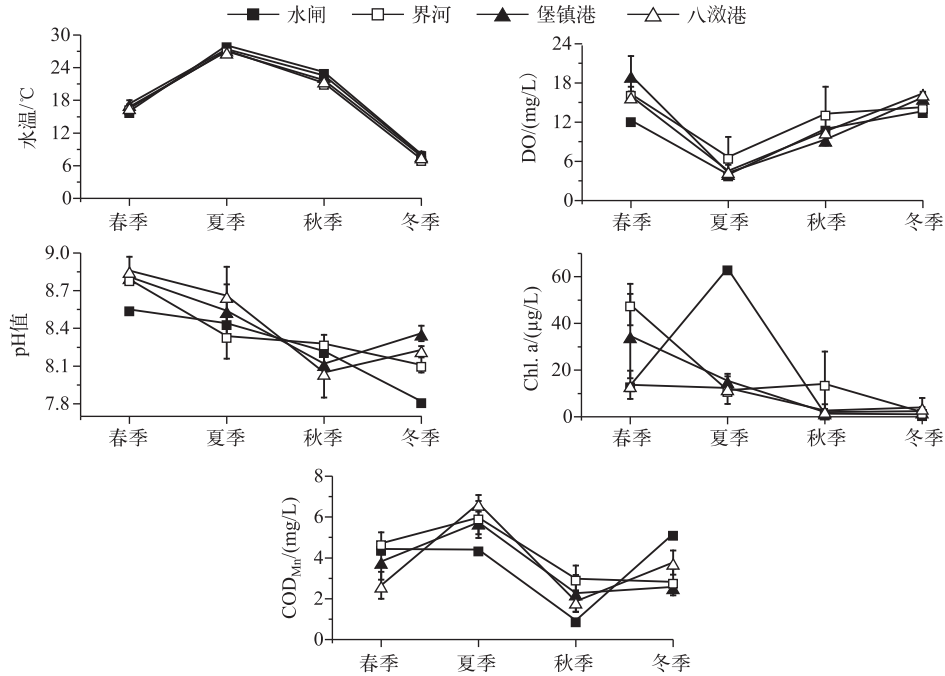 水闸 界河 堡镇港 八滧港
水温/℃
30
24
18
12
6
0
春季 夏季 秋季 冬季
DO/(mg/L)
24
18
12
6
0
春季 夏季 秋季 冬季
pH值
9.0
8.7
8.4
8.1
7.8
春季 夏季 秋季 冬季
Chl. a/(μg/L)
60
40
20
0
春季 夏季 秋季 冬季
COD_Mn/(mg/L)
8
6
4
2
0
春季 夏季 秋季 冬季